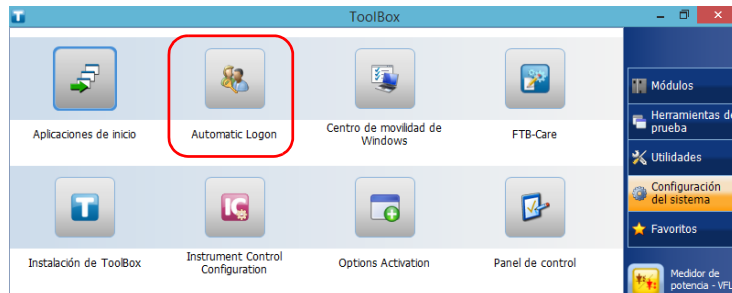 ToolBox
Aplicaciones de inicio
Automatic Logon
Centro de movilidad de
Windows
FTB-Care
Instalación de ToolBox
Instrument Control
Configuration
Options Activation
Panel de control
Módulos
Herramientas de
prueba
Utilidades
Configuración
del sistema
Favoritos
Medidor de
potencia - VFL